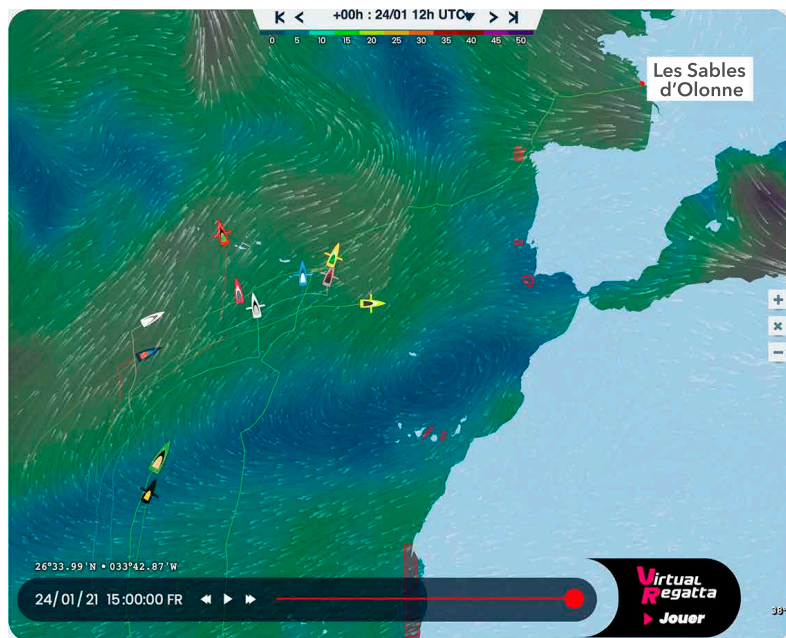 +00h : 24/01 12h UTC
0 5 10 15 20 25 30 35 40 45 50
Les Sables
d'Olonne
26°33.99'N • 033°42.87'W
24/01/21 15:00:00 FR
Virtual
Regatta
Jouer
38°